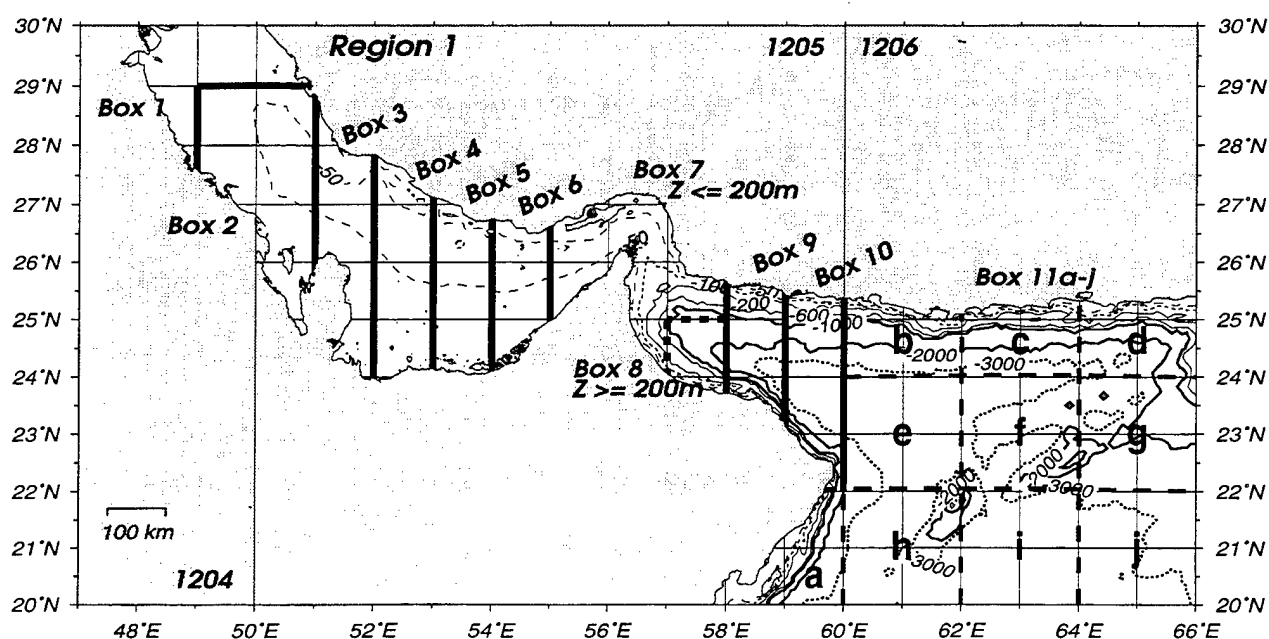 30°N
30°N
Region 1
1205
1206
29°N
29°N
Box 1
28°N
28°N
Box 3
-50
Box 4
Box 5
Box 6
Box 7
Z <= 200m
27°N
27°N
Box 2
26°N
26°N
Box 9
Box 10
Box 11a-j
-200
-600
-1000
25°N
25°N
b
c
d
-2000
-3000
24°N
24°N
Box 8
Z >= 200m
e
f
g
23°N
23°N
22°N
22°N
-2000
-3000
100 km
21°N
21°N
h
i
j
-3000
1204
a
20°N
20°N
48°E
50°E
52°E
54°E
56°E
58°E
60°E
62°E
64°E
66°E